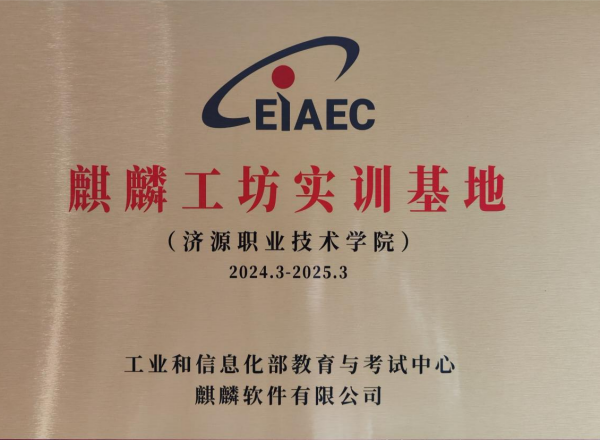 CEIAEC
麒麟工坊实训基地
（济源职业技术学院）
2024.3-2025.3
工业和信息化部教育与考试中心
麒麟软件有限公司